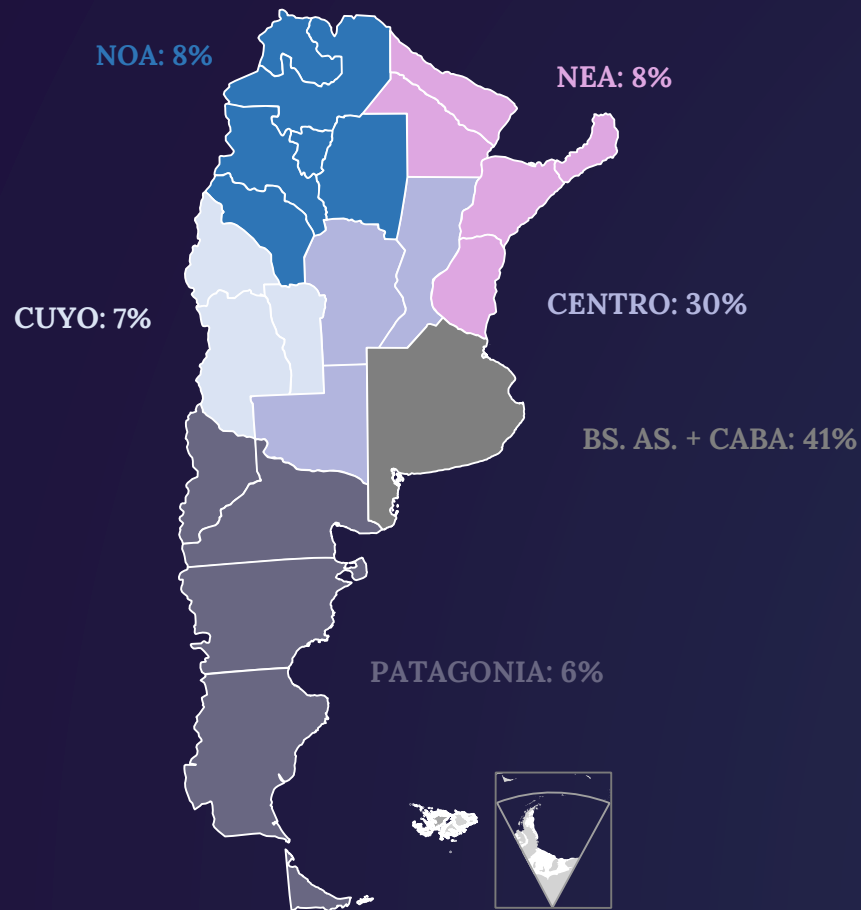 NOA: 8%
NEA: 8%
CENTRO: 30%
CUYO: 7%
BS. AS. + CABA: 41%
PATAGONIA: 6%